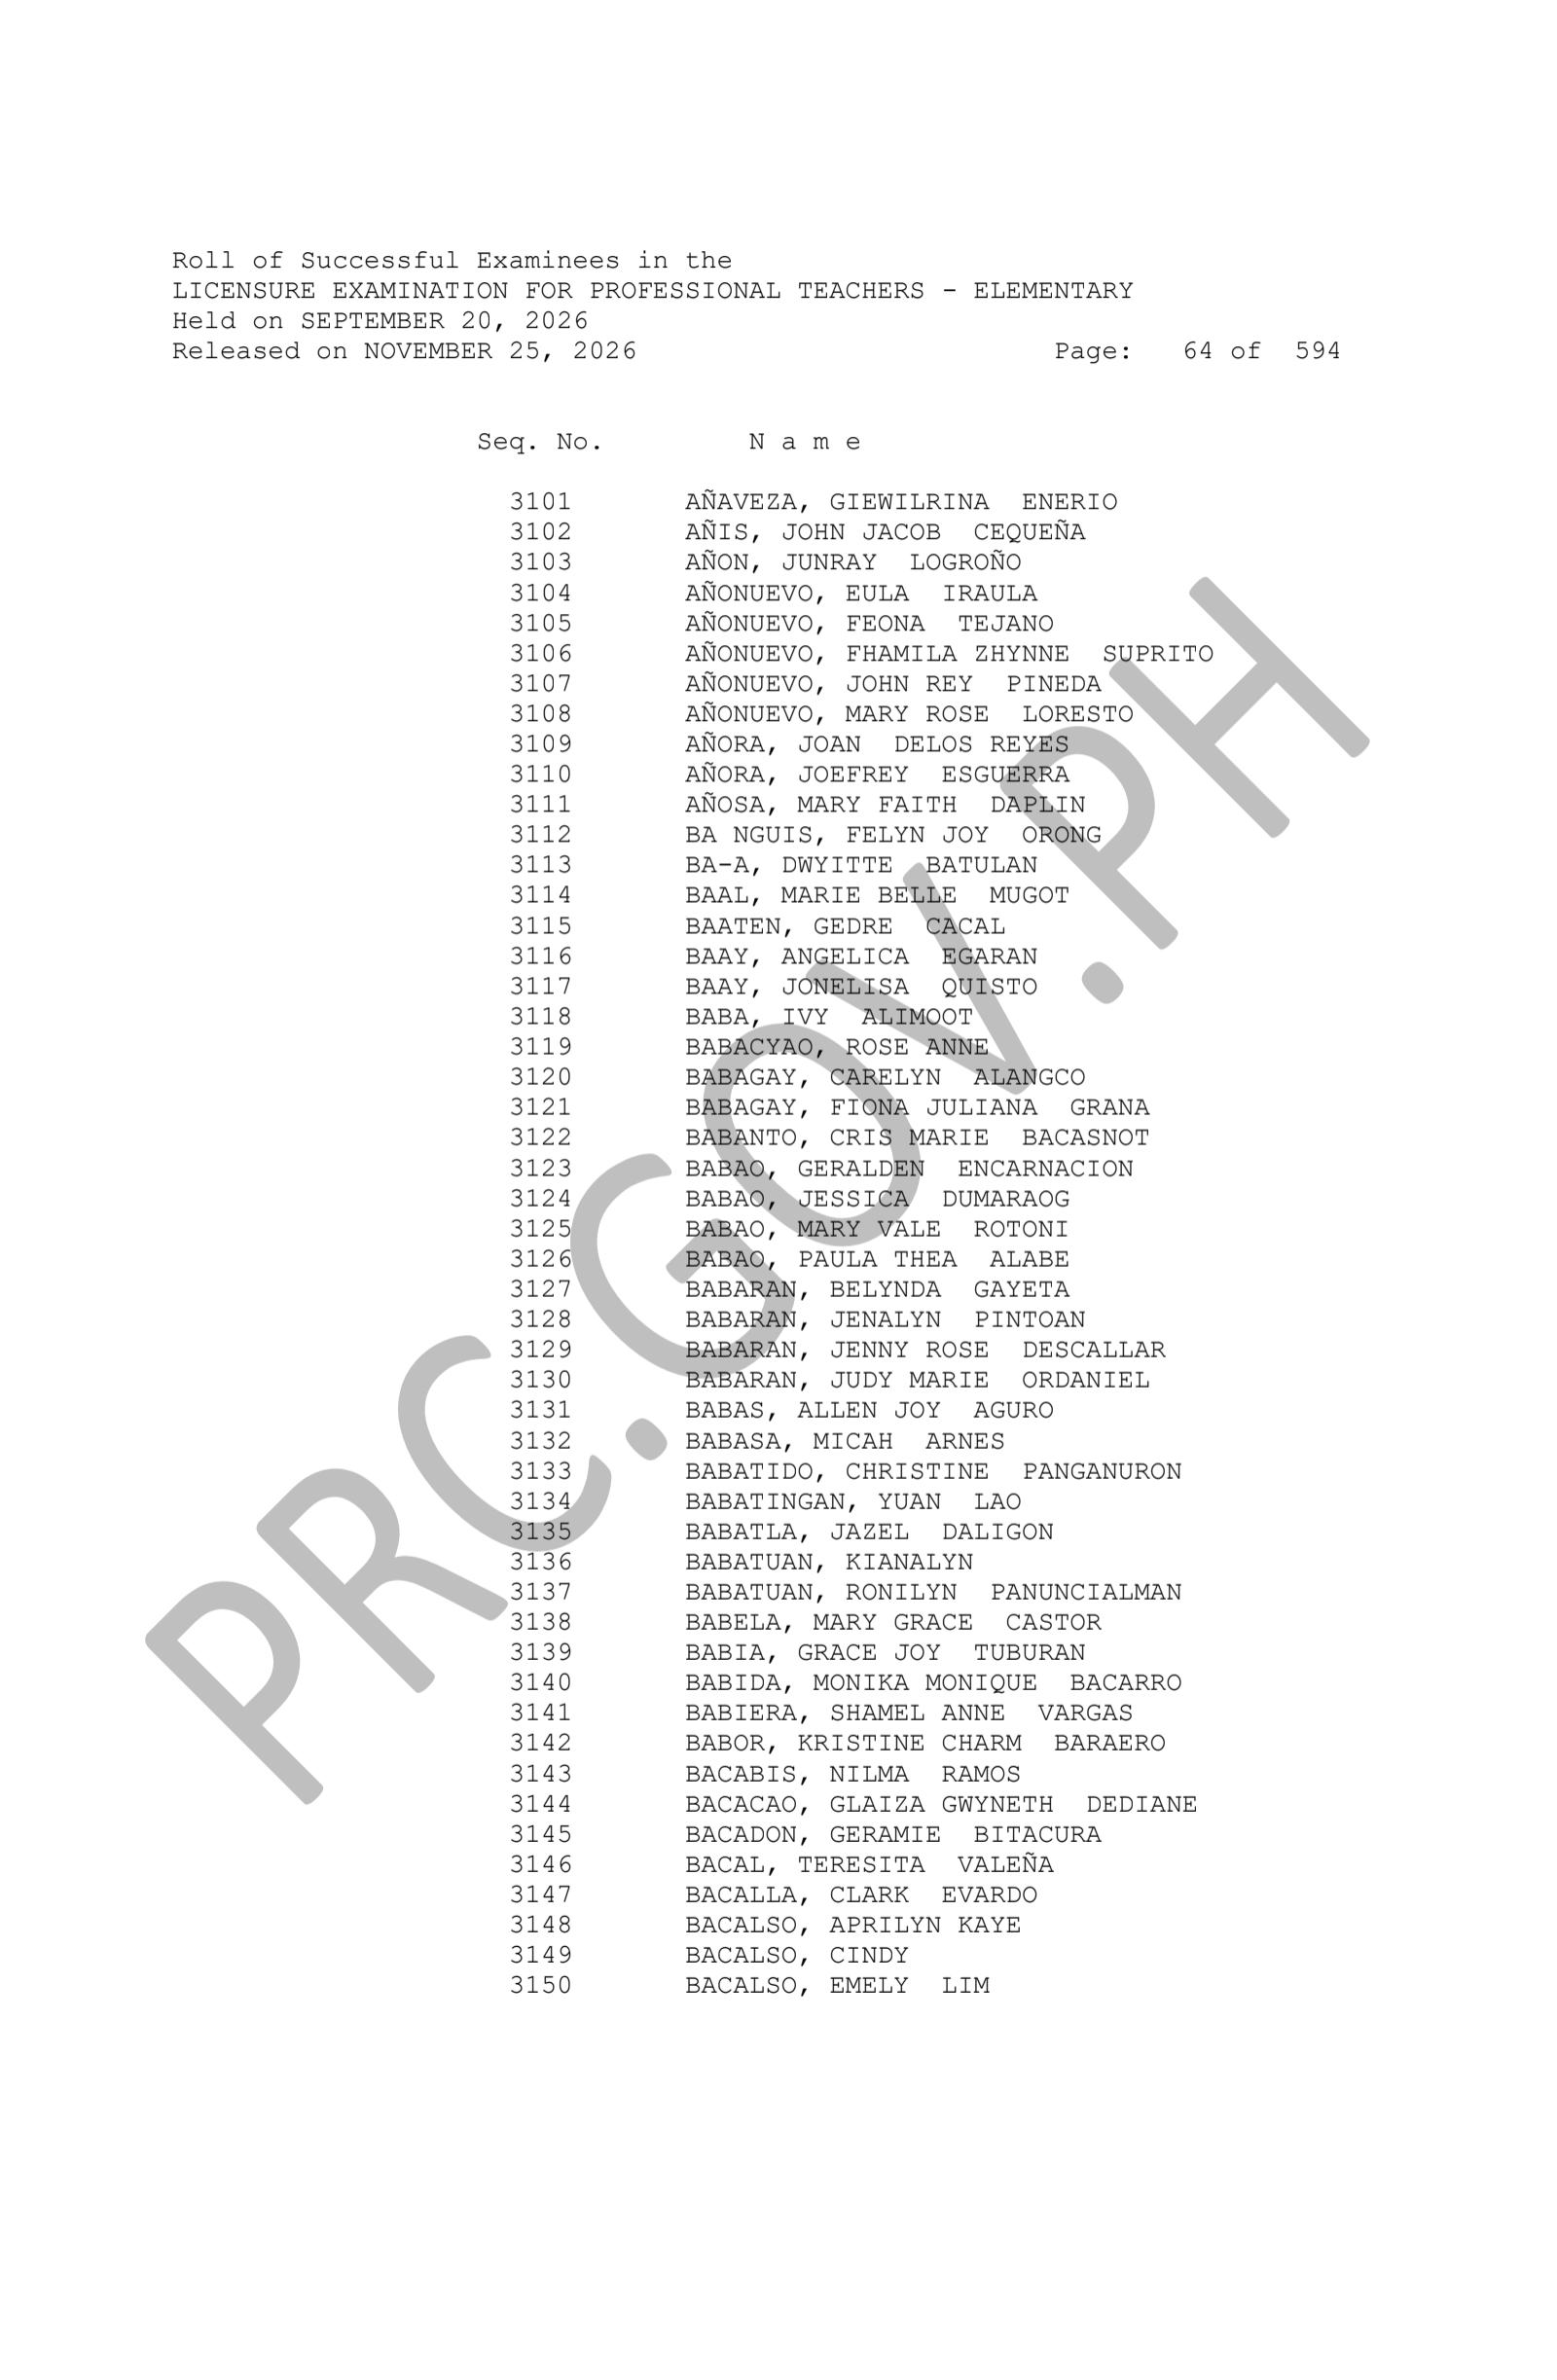 Roll of Successful Examinees in the
LICENSURE EXAMINATION FOR PROFESSIONAL TEACHERS - ELEMENTARY
Held on SEPTEMBER 20, 2026
Released on NOVEMBER 25, 2026 Page: 64 of 594
Seq. No. N a m e
3101 AÑAVEZA, GIEWILRINA ENERIO
3102 AÑIS, JOHN JACOB CEQUEÑA
3103 AÑON, JUNRAY LOGROÑO
3104 AÑONUEVO, EULA IRAULA
3105 AÑONUEVO, FEONA TEJANO
3106 AÑONUEVO, FHAMILA ZHYNNE SUPRITO
3107 AÑONUEVO, JOHN REY PINEDA
3108 AÑONUEVO, MARY ROSE LORESTO
3109 AÑORA, JOAN DELOS REYES
3110 AÑORA, JOEFREY ESGUERRA
3111 AÑOSA, MARY FAITH DAPLIN
3112 BA NGUIS, FELYN JOY ORONG
3113 BA-A, DWYITTE BATULAN
3114 BAAL, MARIE BELLE MUGOT
3115 BAATEN, GEDRE CACAL
3116 BAAY, ANGELICA EGARAN
3117 BAAY, JONELISA QUISTO
3118 BABA, IVY ALIMOOT
3119 BABACYAO, ROSE ANNE
3120 BABAGAY, CARELYN ALANGCO
3121 BABAGAY, FIONA JULIANA GRANA
3122 BABANTO, CRIS MARIE BACASNOT
3123 BABAO, GERALDEN ENCARNACION
3124 BABAO, JESSICA DUMARAOG
3125 BABAO, MARY VALE ROTONI
3126 BABAO, PAULA THEA ALABE
3127 BABARAN, BELYNDA GAYETA
3128 BABARAN, JENALYN PINTOAN
3129 BABARAN, JENNY ROSE DESCALLAR
3130 BABARAN, JUDY MARIE ORDANIEL
3131 BABAS, ALLEN JOY AGURO
3132 BABASA, MICAH ARNES
3133 BABATIDO, CHRISTINE PANGANURON
3134 BABATINGAN, YUAN LAO
3135 BABATLA, JAZEL DALIGON
3136 BABATUAN, KIANALYN
3137 BABATUAN, RONILYN PANUNCIALMAN
3138 BABELA, MARY GRACE CASTOR
3139 BABIA, GRACE JOY TUBURAN
3140 BABIDA, MONIKA MONIQUE BACARRO
3141 BABIERA, SHAMEL ANNE VARGAS
3142 BABOR, KRISTINE CHARM BARAERO
3143 BACABIS, NILMA RAMOS
3144 BACACAO, GLAIZA GWYNETH DEDIANE
3145 BACADON, GERAMIE BITACURA
3146 BACAL, TERESITA VALEÑA
3147 BACALLA, CLARK EVARDO
3148 BACALSO, APRILYN KAYE
3149 BACALSO, CINDY
3150 BACALSO, EMELY LIM
PRC.GOV.PH